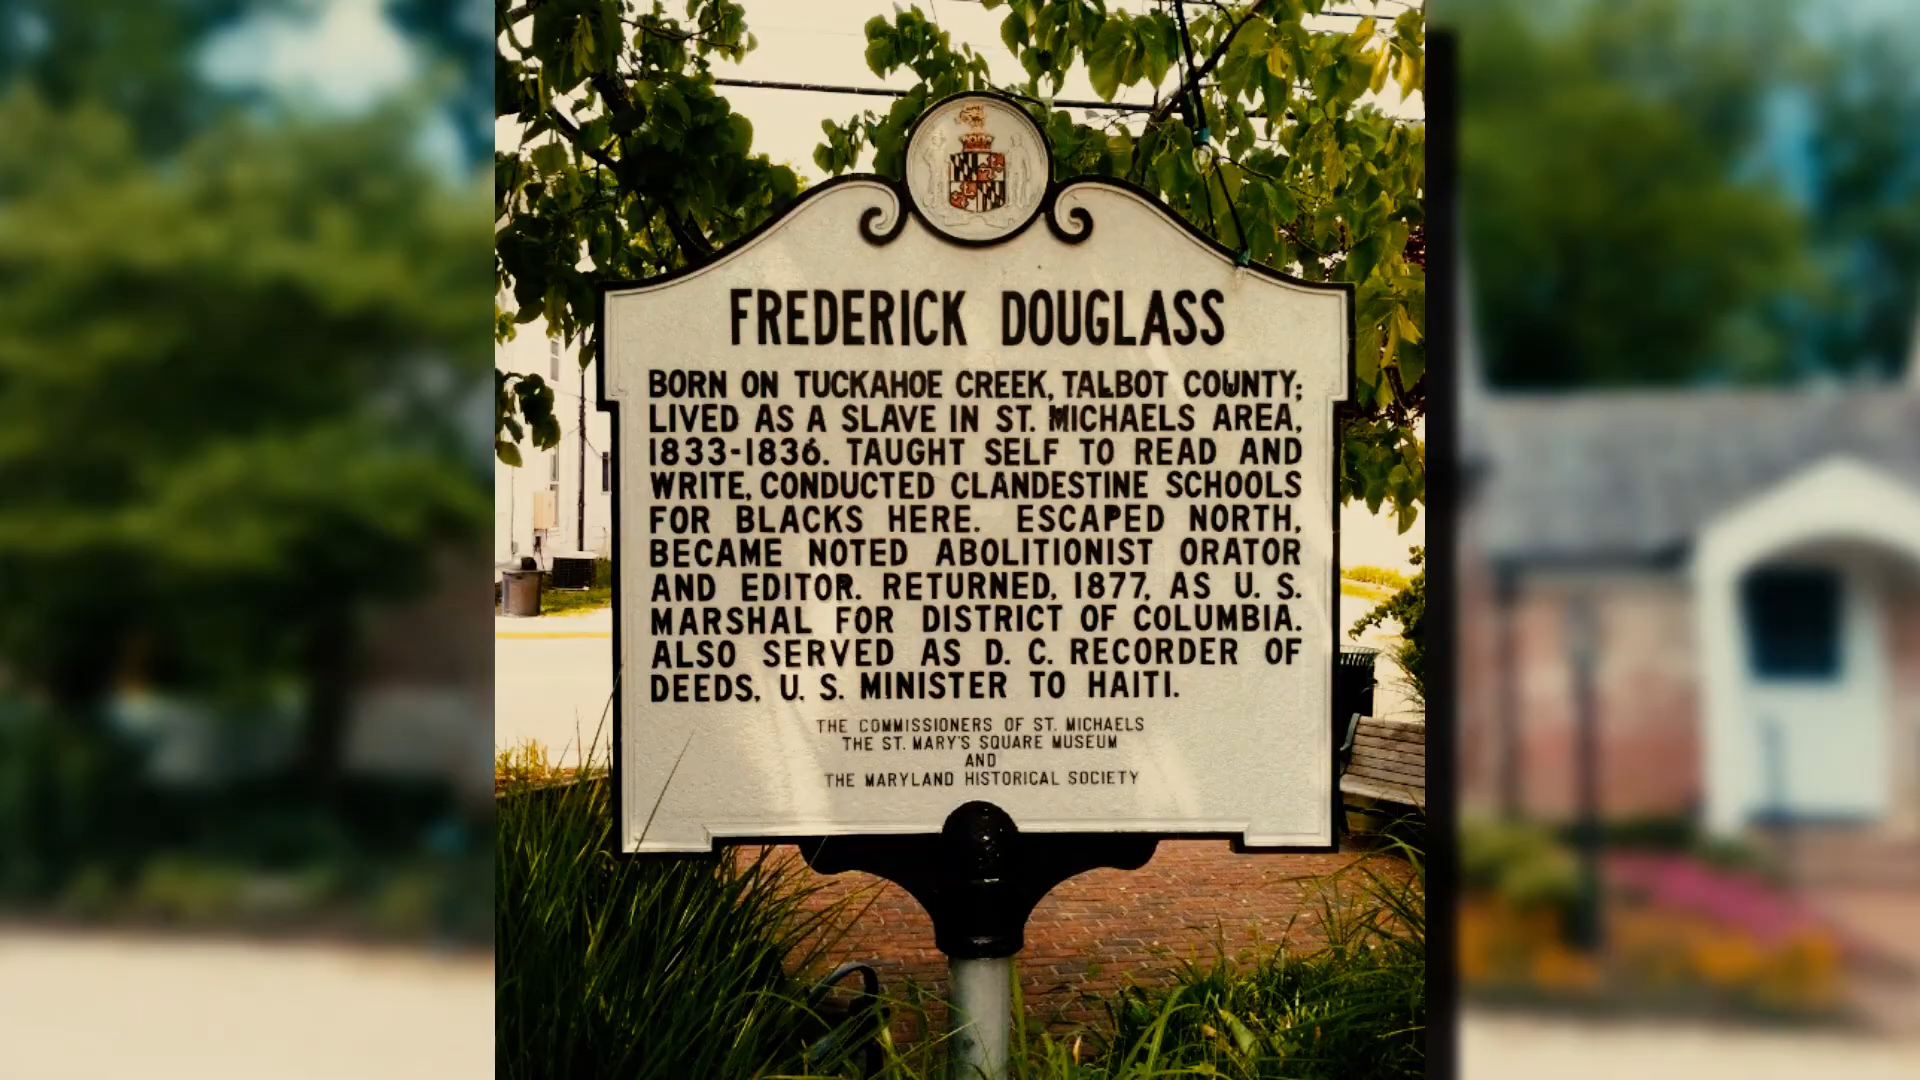 FREDERICK DOUGLASS
BORN ON TUCKAHOE CREEK, TALBOT COUNTY;
LIVED AS A SLAVE IN ST. MICHAELS AREA,
1833-1836. TAUGHT SELF TO READ AND
WRITE, CONDUCTED CLANDESTINE SCHOOLS
FOR BLACKS HERE. ESCAPED NORTH,
BECAME NOTED ABOLITIONIST ORATOR
AND EDITOR. RETURNED, 1877, AS U. S.
MARSHAL FOR DISTRICT OF COLUMBIA.
ALSO SERVED AS D. C. RECORDER OF
DEEDS, U. S. MINISTER TO HAITI.
THE COMMISSIONERS OF ST. MICHAELS
THE ST. MARY'S SQUARE MUSEUM
AND
THE MARYLAND HISTORICAL SOCIETY